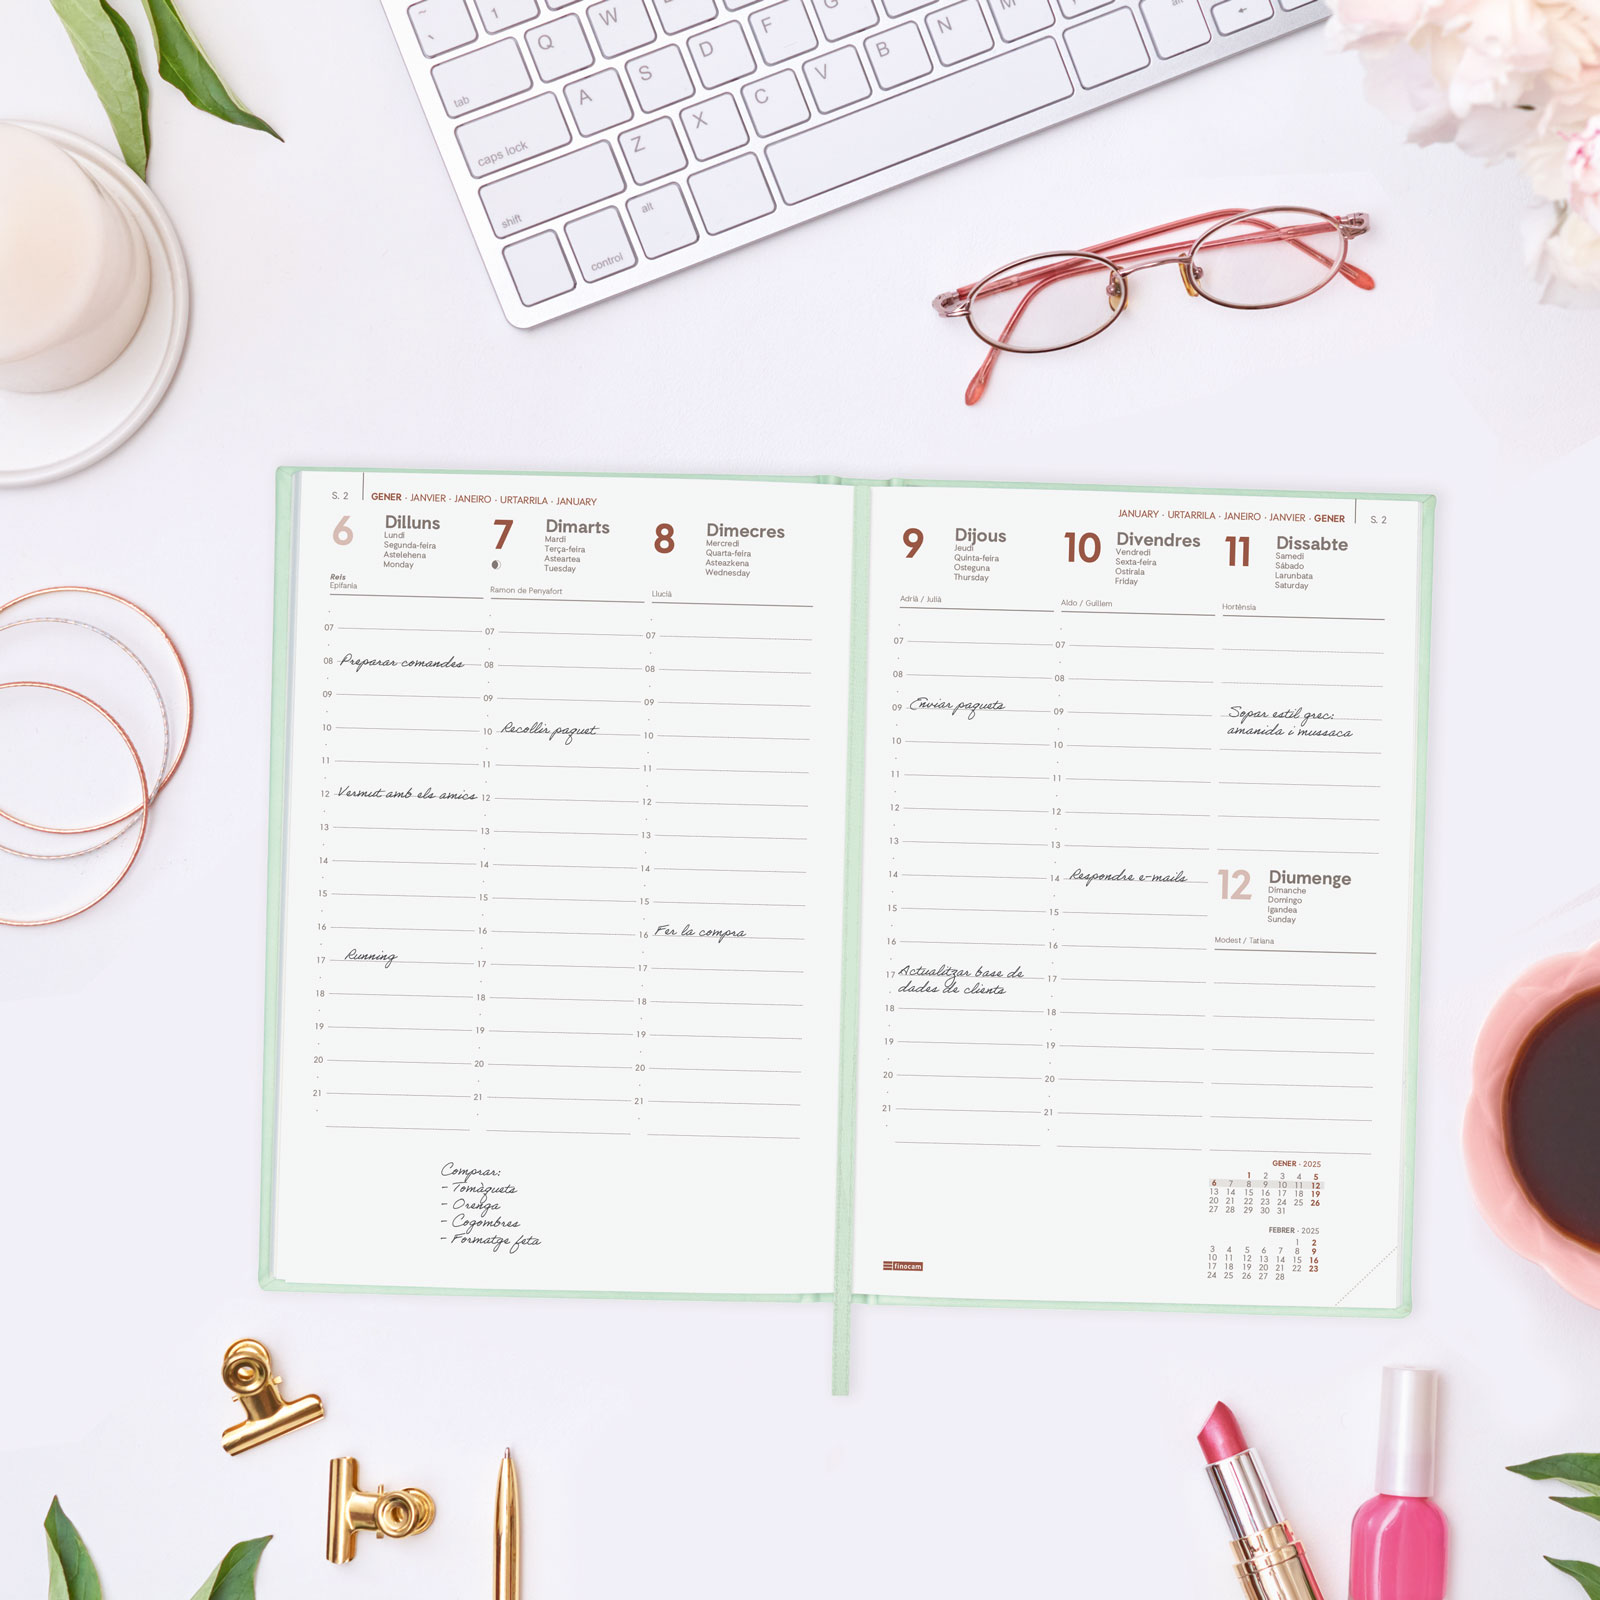 ~
`
1
Q
W
E
R
T
Y
U
tab
A
S
D
F
G
caps lock
Z
X
C
V
B
N
M
alt
shift
control
alt
S. 2
GENER · JANVIER · JANEIRO · URTARRILA · JANUARY
6
Dilluns
Lundi
Segunda-feira
Astelehena
Monday
Reis
Epifania
07
08 Preparar comandes
09
10
11
12 Vermut amb els amics
13
14
15
16
17 Running
18
19
20
21
7
Dimarts
Mardi
Terça-feira
Asteartea
Tuesday
Ramon de Penyafort
07
08
09
10 Recollir paquet
11
12
13
14
15
16
17
18
19
20
21
8
Dimecres
Mercredi
Quarta-feira
Asteazkena
Wednesday
Llucià
07
08
09
10
11
12
13
14
15
16 Fer la compra
17
18
19
20
21
Comprar:
- Tomàquets
- Orenga
- Cogombres
- Formatge feta
JANUARY · URTARRILA · JANEIRO · JANVIER · GENER
S. 2
9
Dijous
Jeudi
Quinta-feira
Osteguna
Thursday
Adrià / Julià
07
08
09 Enviar paquets
10
11
12
13
14
15
16
17 Actualitzar base de
dades de clients
18
19
20
21
10
Divendres
Vendredi
Sexta-feira
Ostirala
Friday
Aldo / Guillem
07
08
09
10
11
12
13
14 Respondre e-mails
15
16
17
18
19
20
21
11
Dissabte
Samedi
Sábado
Larunbata
Saturday
Hortènsia
Sopar estil grec:
amanida i mussaca
12
Diumenge
Dimanche
Domingo
Igandea
Sunday
Modest / Tatiana
GENER · 2025
1 2 3 4 5
6 7 8 9 10 11 12
13 14 15 16 17 18 19
20 21 22 23 24 25 26
27 28 29 30 31
FEBRER · 2025
1 2
3 4 5 6 7 8 9
10 11 12 13 14 15 16
17 18 19 20 21 22 23
24 25 26 27 28
finocam